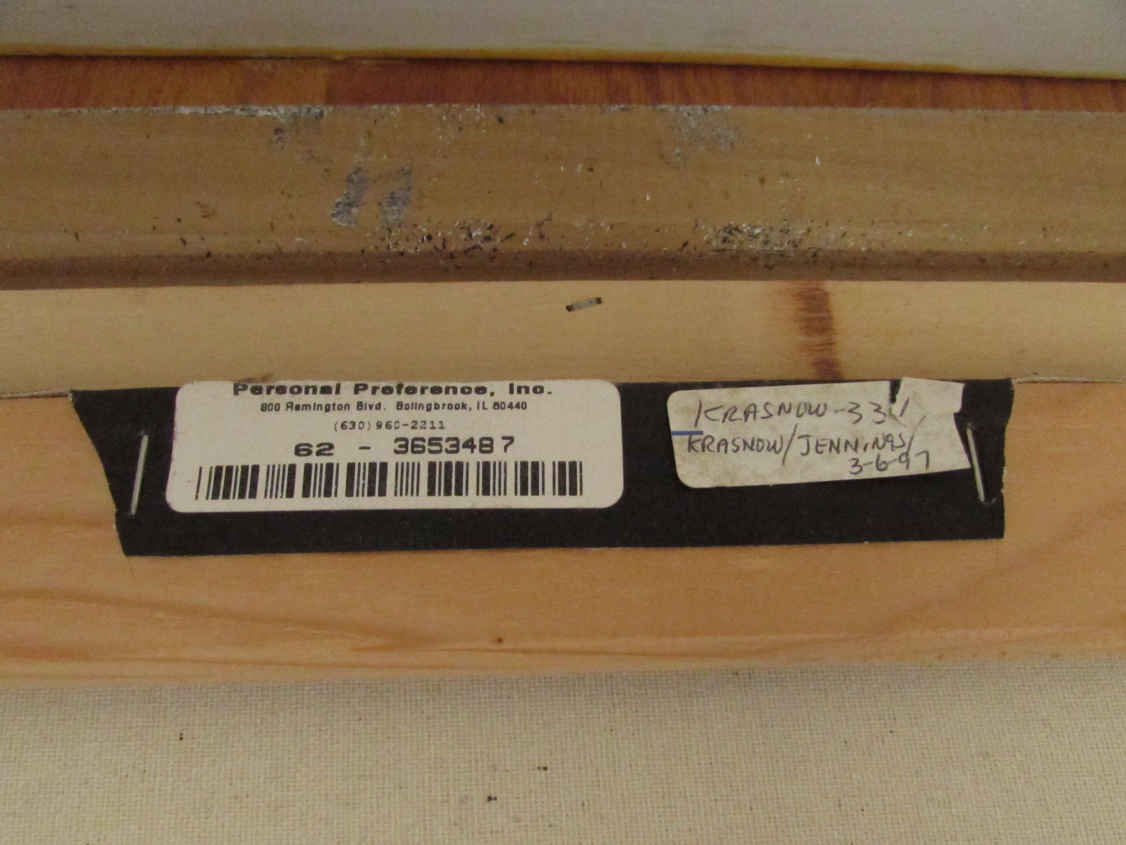 Personal Preference, Inc.
800 Remington Blvd. Bolingbrook, IL 60440
(630) 960-2211
62 - 3653487
KRASNOW-334
KRASNOW/JENNINGS/
3-6-97